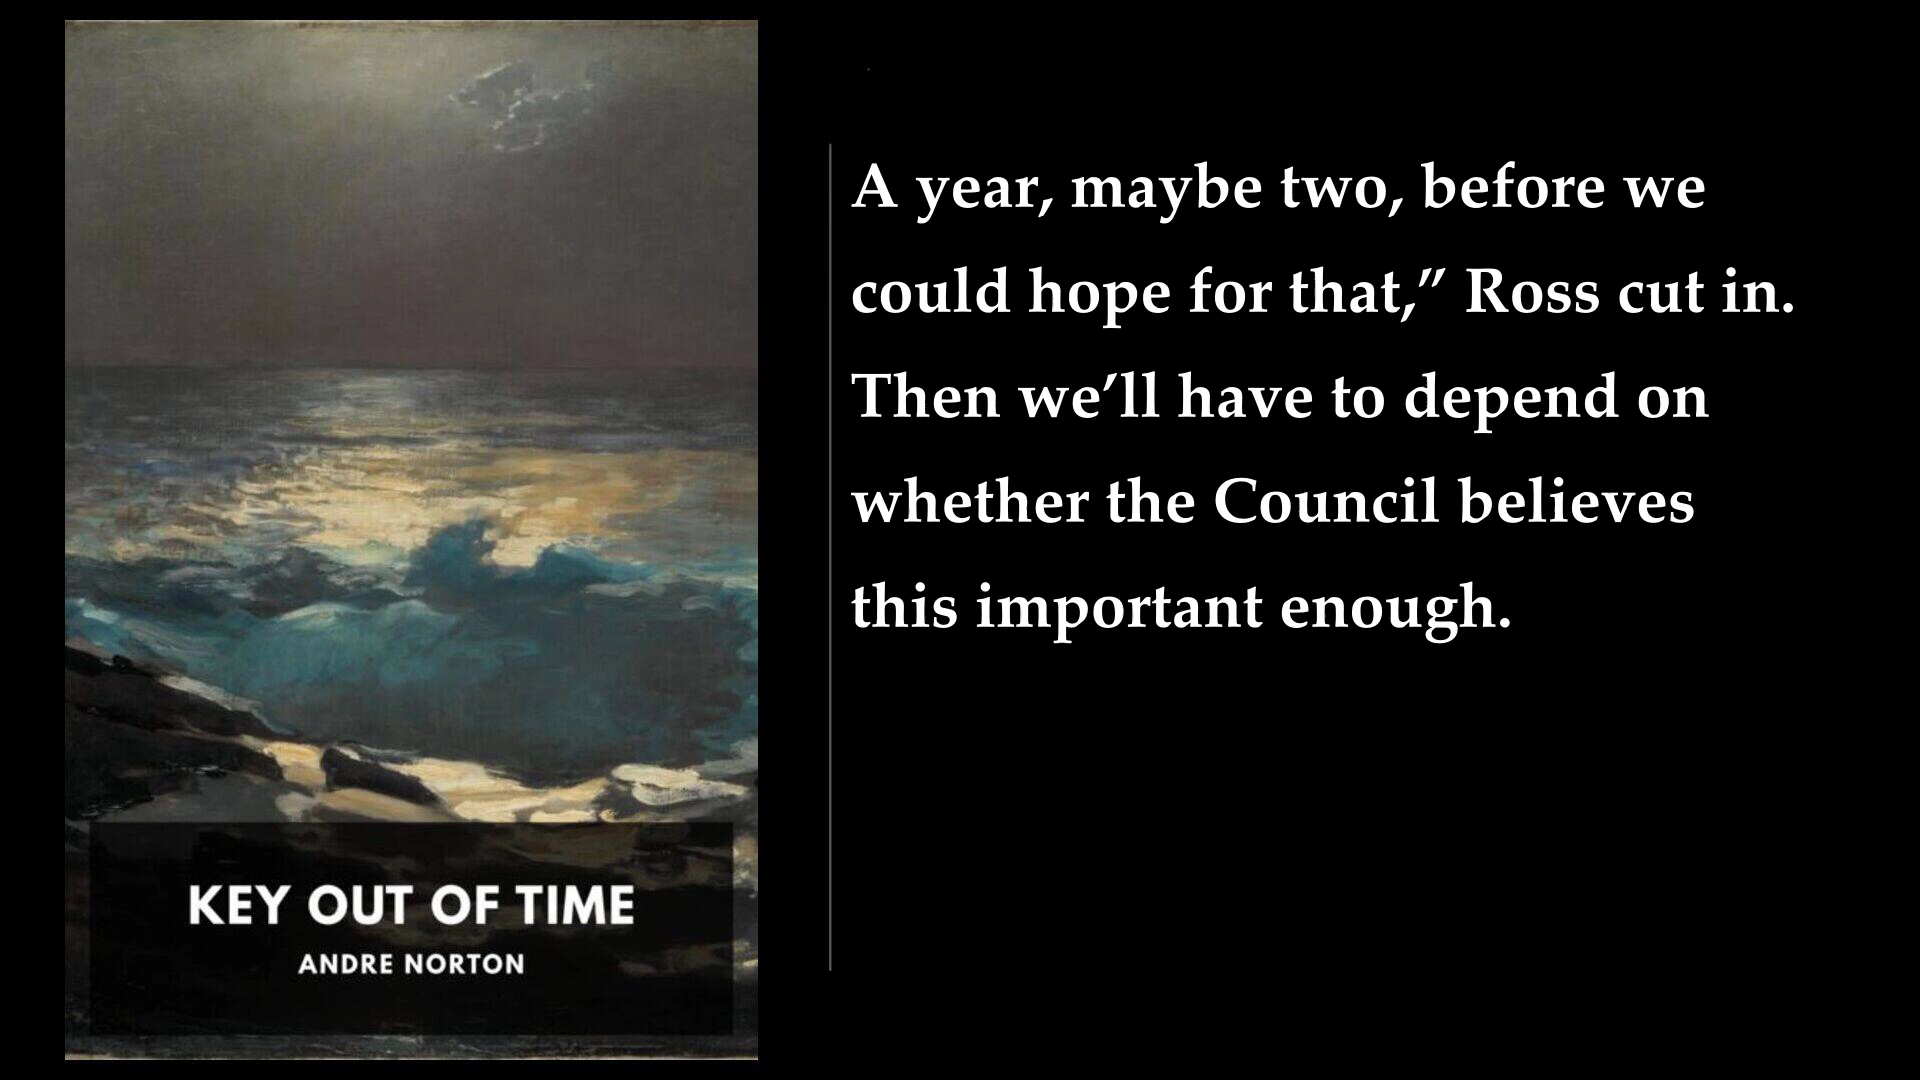 A year, maybe two, before we
could hope for that,” Ross cut in.
Then we’ll have to depend on
whether the Council believes
this important enough.
KEY OUT OF TIME
ANDRE NORTON